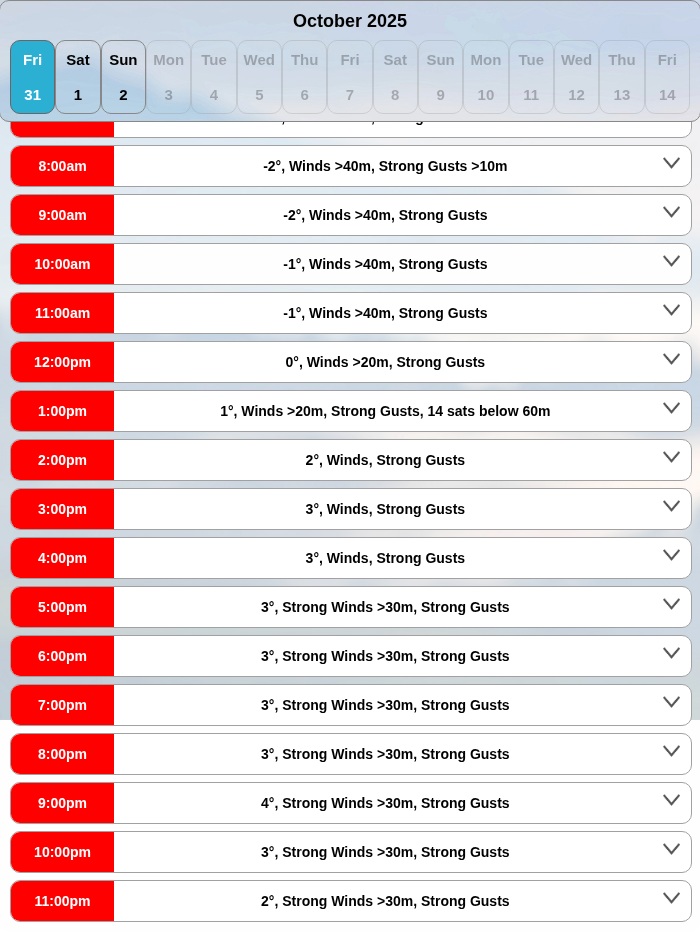 October 2025
Fri Sat Sun Mon Tue Wed Thu Fri Sat Sun Mon Tue Wed Thu Fri
31 1 2 3 4 5 6 7 8 9 10 11 12 13 14
8:00am -2°, Winds >40m, Strong Gusts >10m
9:00am -2°, Winds >40m, Strong Gusts
10:00am -1°, Winds >40m, Strong Gusts
11:00am -1°, Winds >40m, Strong Gusts
12:00pm 0°, Winds >20m, Strong Gusts
1:00pm 1°, Winds >20m, Strong Gusts, 14 sats below 60m
2:00pm 2°, Winds, Strong Gusts
3:00pm 3°, Winds, Strong Gusts
4:00pm 3°, Winds, Strong Gusts
5:00pm 3°, Strong Winds >30m, Strong Gusts
6:00pm 3°, Strong Winds >30m, Strong Gusts
7:00pm 3°, Strong Winds >30m, Strong Gusts
8:00pm 3°, Strong Winds >30m, Strong Gusts
9:00pm 4°, Strong Winds >30m, Strong Gusts
10:00pm 3°, Strong Winds >30m, Strong Gusts
11:00pm 2°, Strong Winds >30m, Strong Gusts